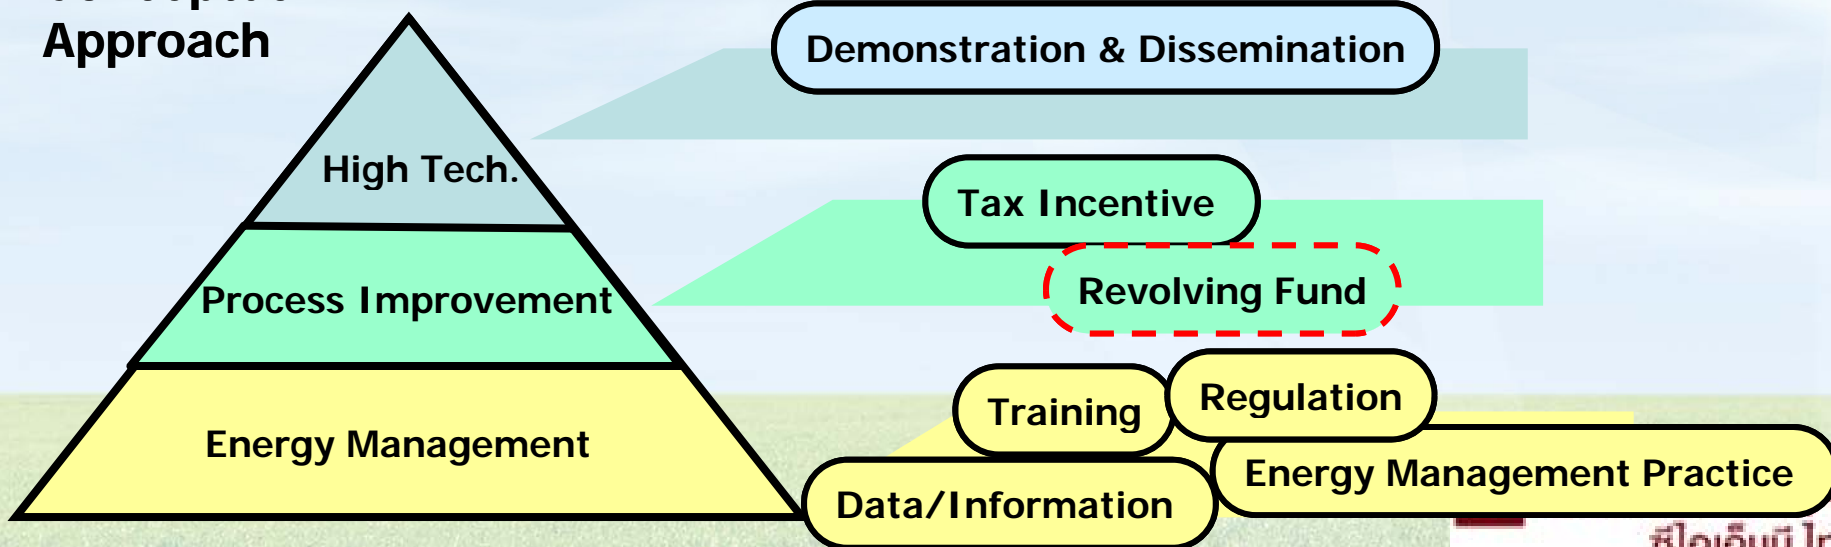 Approach
Demonstration & Dissemination
High Tech.
Tax Incentive
Process Improvement
Revolving Fund
Training
Regulation
Energy Management
Energy Management Practice
Data/Information